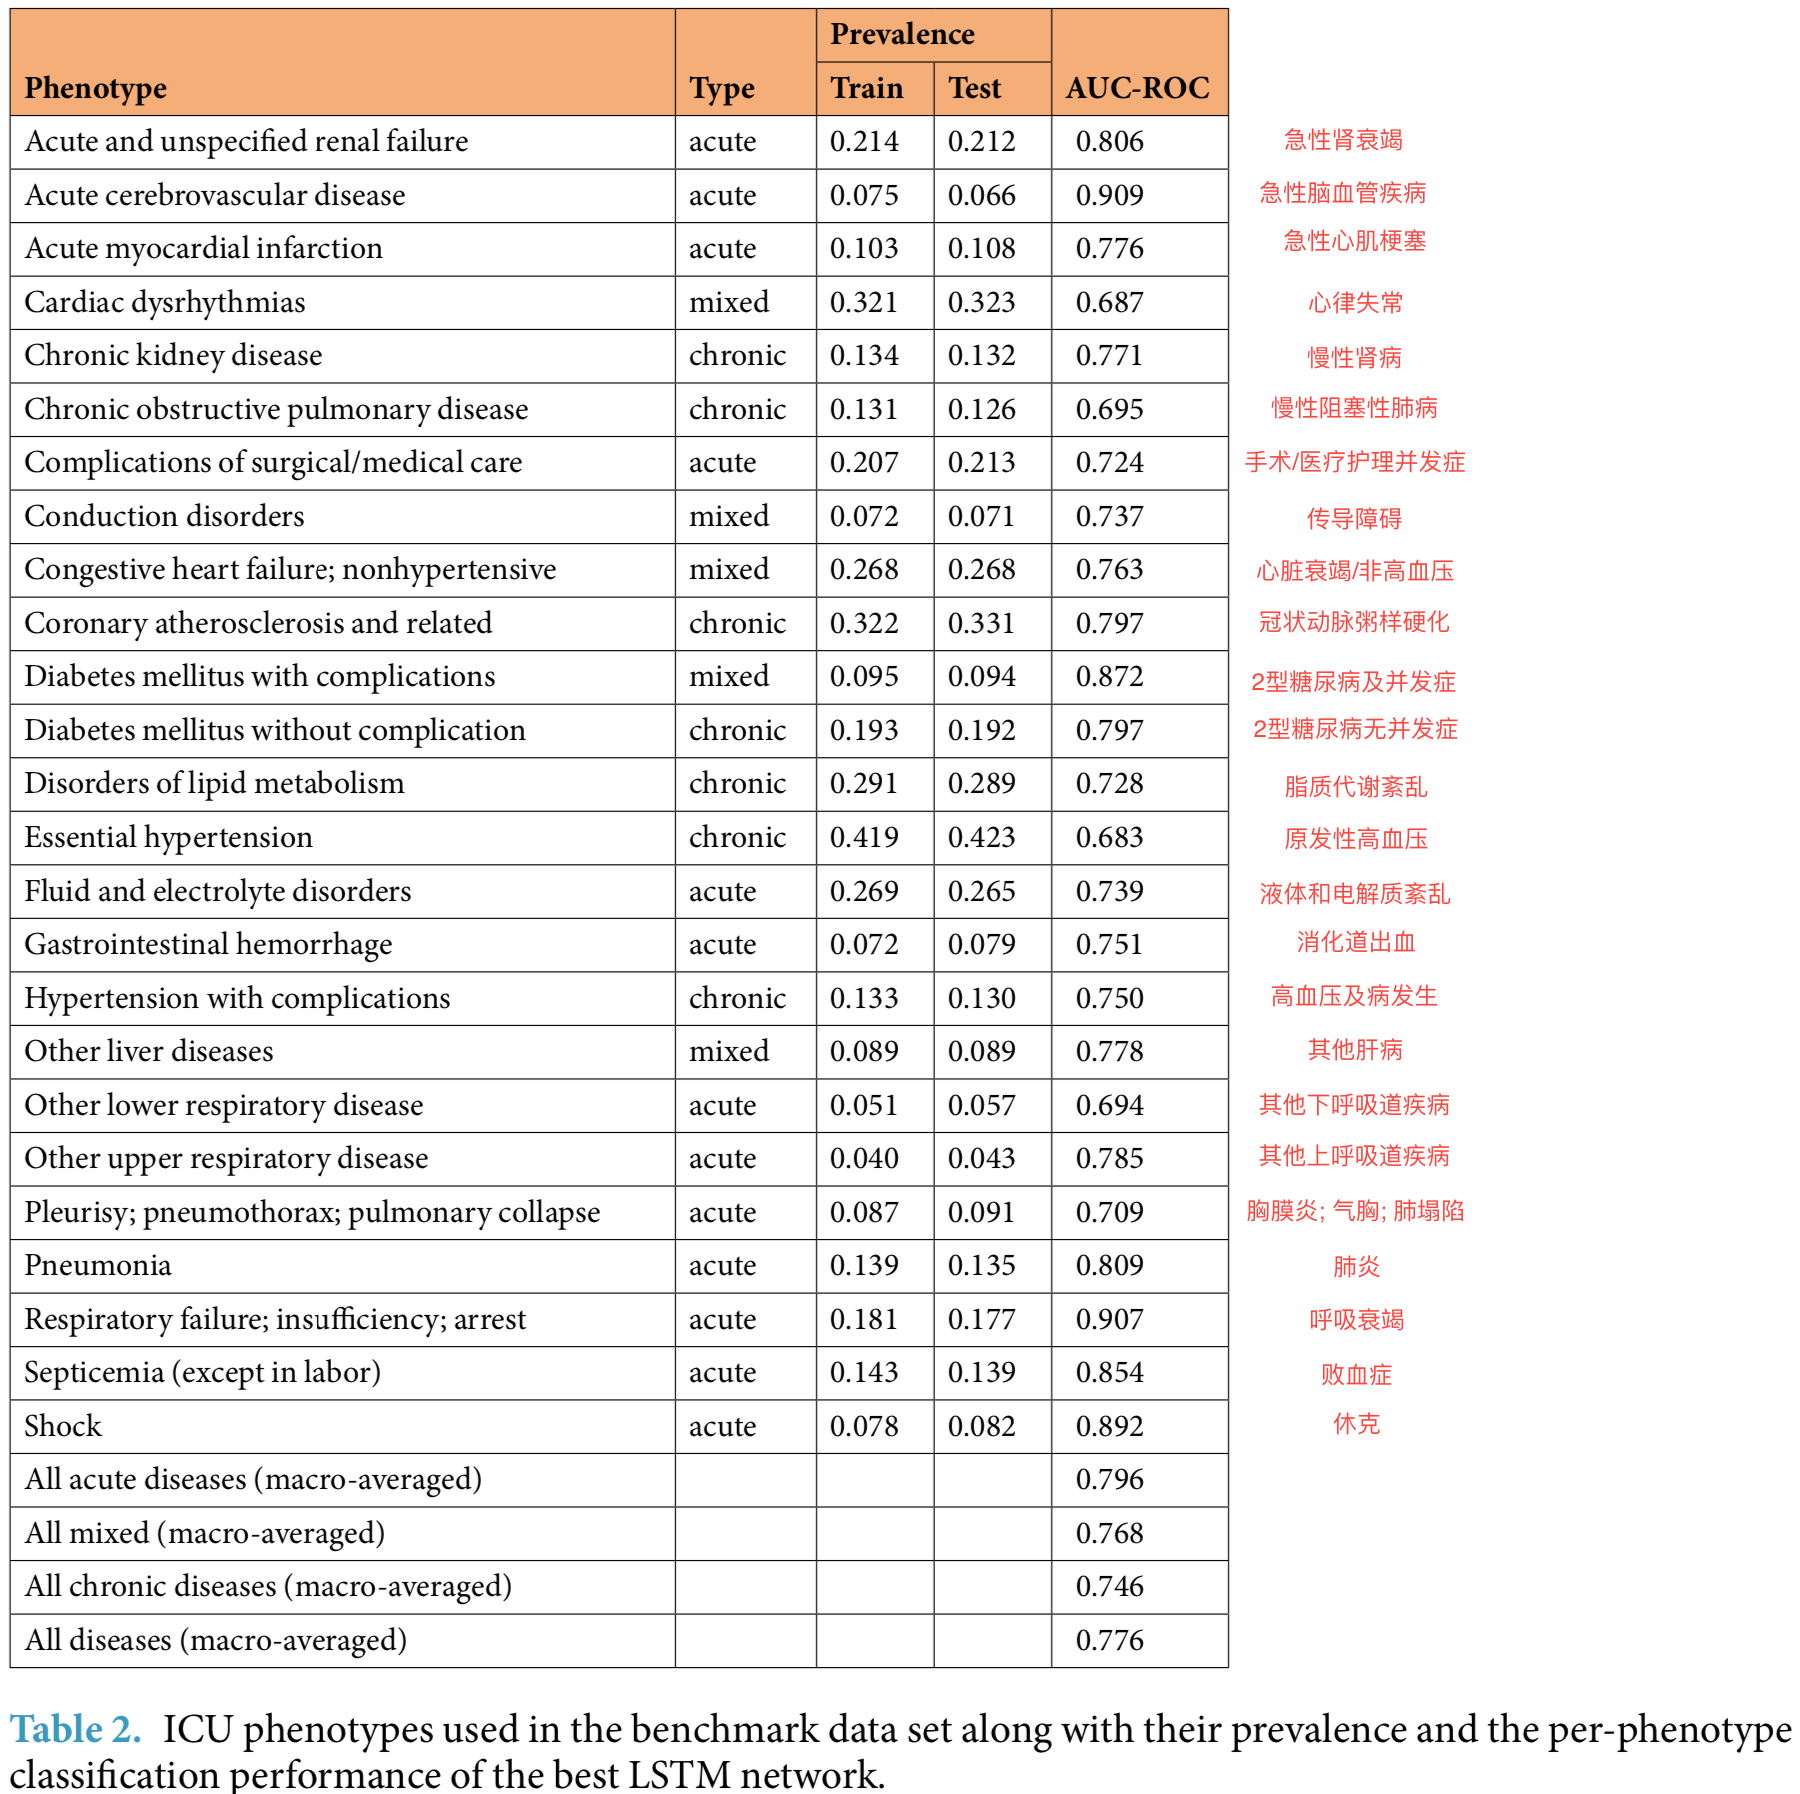 Prevalence
Phenotype Type Train Test AUC-ROC
Acute and unspecified renal failure acute 0.214 0.212 0.806 急性肾衰竭
Acute cerebrovascular disease acute 0.075 0.066 0.909 急性脑血管疾病
Acute myocardial infarction acute 0.103 0.108 0.776 急性心肌梗塞
Cardiac dysrhythmias mixed 0.321 0.323 0.687 心律失常
Chronic kidney disease chronic 0.134 0.132 0.771 慢性肾病
Chronic obstructive pulmonary disease chronic 0.131 0.126 0.695 慢性阻塞性肺病
Complications of surgical/medical care acute 0.207 0.213 0.724 手术/医疗护理并发症
Conduction disorders mixed 0.072 0.071 0.737 传导障碍
Congestive heart failure; nonhypertensive mixed 0.268 0.268 0.763 心脏衰竭/非高血压
Coronary atherosclerosis and related chronic 0.322 0.331 0.797 冠状动脉粥样硬化
Diabetes mellitus with complications mixed 0.095 0.094 0.872 2型糖尿病及并发症
Diabetes mellitus without complication chronic 0.193 0.192 0.797 2型糖尿病无并发症
Disorders of lipid metabolism chronic 0.291 0.289 0.728 脂质代谢紊乱
Essential hypertension chronic 0.419 0.423 0.683 原发性高血压
Fluid and electrolyte disorders acute 0.269 0.265 0.739 液体和电解质紊乱
Gastrointestinal hemorrhage acute 0.072 0.079 0.751 消化道出血
Hypertension with complications chronic 0.133 0.130 0.750 高血压及病发生
Other liver diseases mixed 0.089 0.089 0.778 其他肝病
Other lower respiratory disease acute 0.051 0.057 0.694 其他下呼吸道疾病
Other upper respiratory disease acute 0.040 0.043 0.785 其他上呼吸道疾病
Pleurisy; pneumothorax; pulmonary collapse acute 0.087 0.091 0.709 胸膜炎; 气胸; 肺塌陷
Pneumonia acute 0.139 0.135 0.809 肺炎
Respiratory failure; insufficiency; arrest acute 0.181 0.177 0.907 呼吸衰竭
Septicemia (except in labor) acute 0.143 0.139 0.854 败血症
Shock acute 0.078 0.082 0.892 休克
All acute diseases (macro-averaged) 0.796
All mixed (macro-averaged) 0.768
All chronic diseases (macro-averaged) 0.746
All diseases (macro-averaged) 0.776
Table 2. ICU phenotypes used in the benchmark data set along with their prevalence and the per-phenotype
classification performance of the best LSTM network.